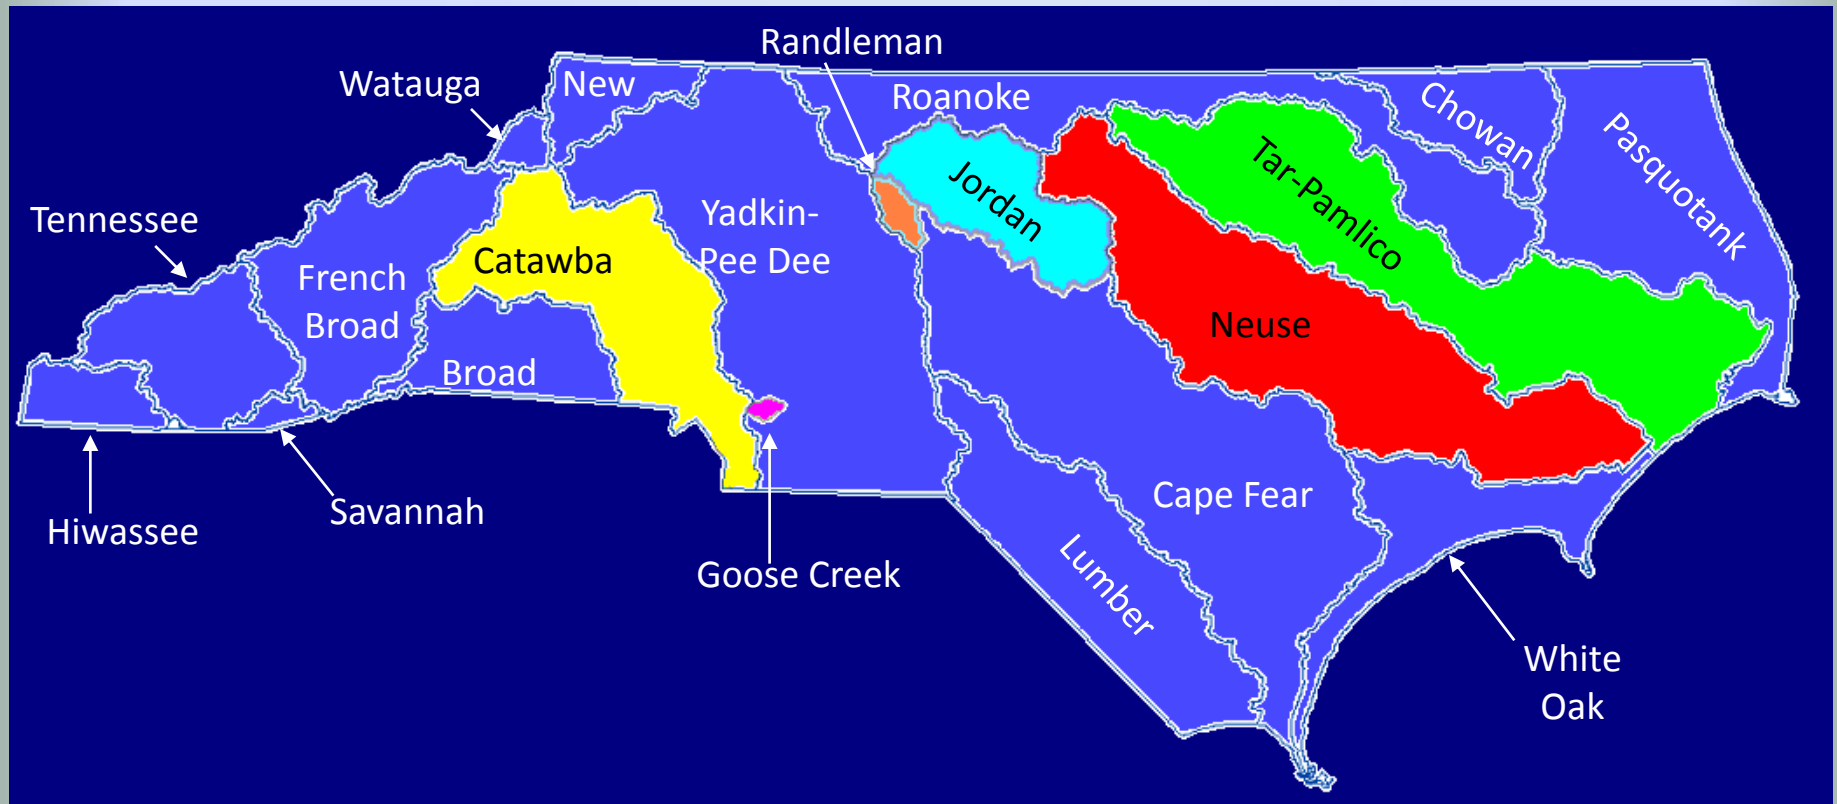 Randleman
Watauga
New
Roanoke
Chowan
Pasquotank
Tar-Pamlico
Jordan
Tennessee
Yadkin-
Pee Dee
Catawba
French
Broad
Neuse
Broad
Cape Fear
Savannah
Hiwassee
Goose Creek
Lumber
White
Oak